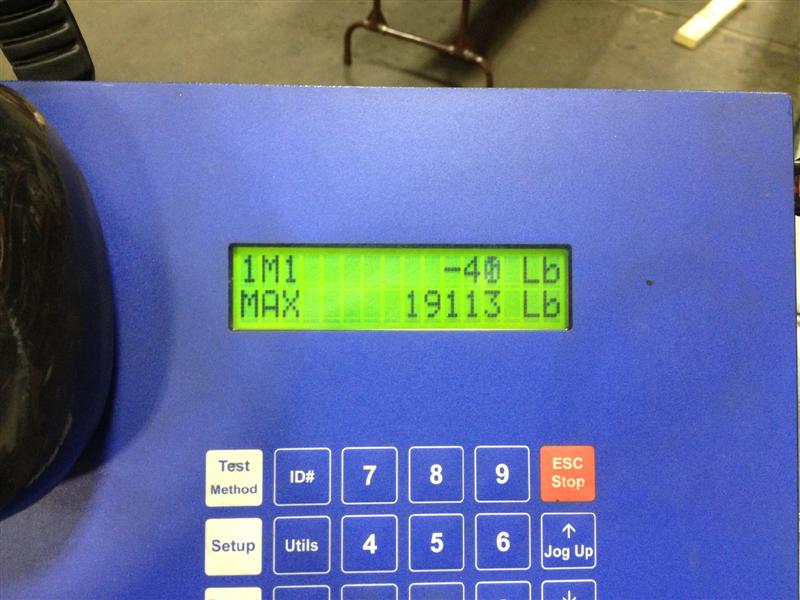 1M1 Lb
MAX 19113 Lb
Test Method
ID#
7
8
9
ESC Stop
Setup
Utils
4
5
6
↑ Jog Up